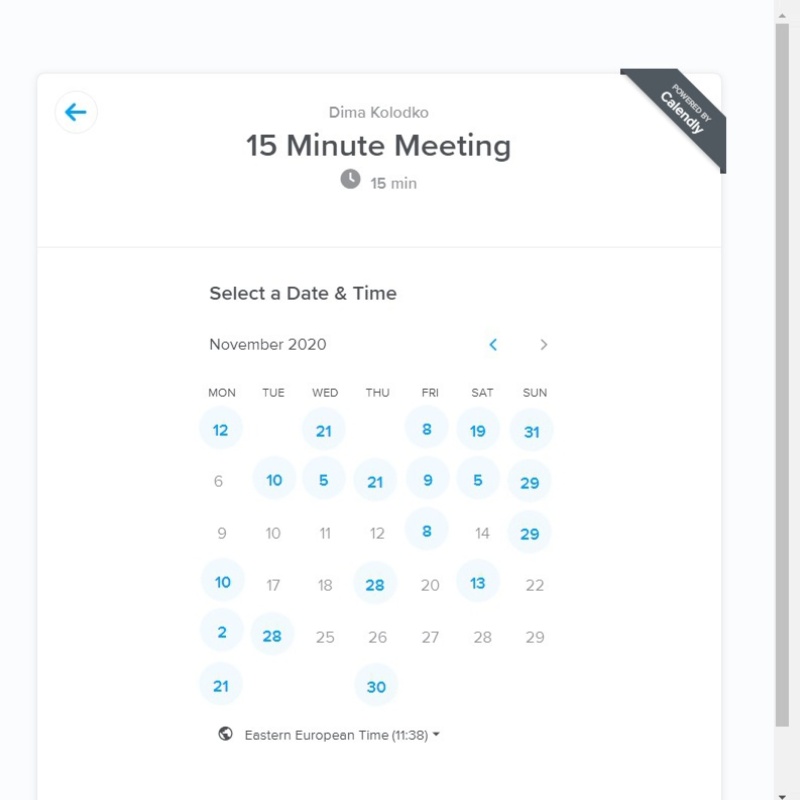 Dima Kolodko
15 Minute Meeting
15 min
POWERED BY
Calendly
Select a Date & Time
November 2020
MON TUE WED THU FRI SAT SUN
12 21 8 19 31
6 10 5 21 9 5 29
9 10 11 12 8 14 29
10 17 18 28 20 13 22
2 28 25 26 27 28 29
21 30
Eastern European Time (11:38)